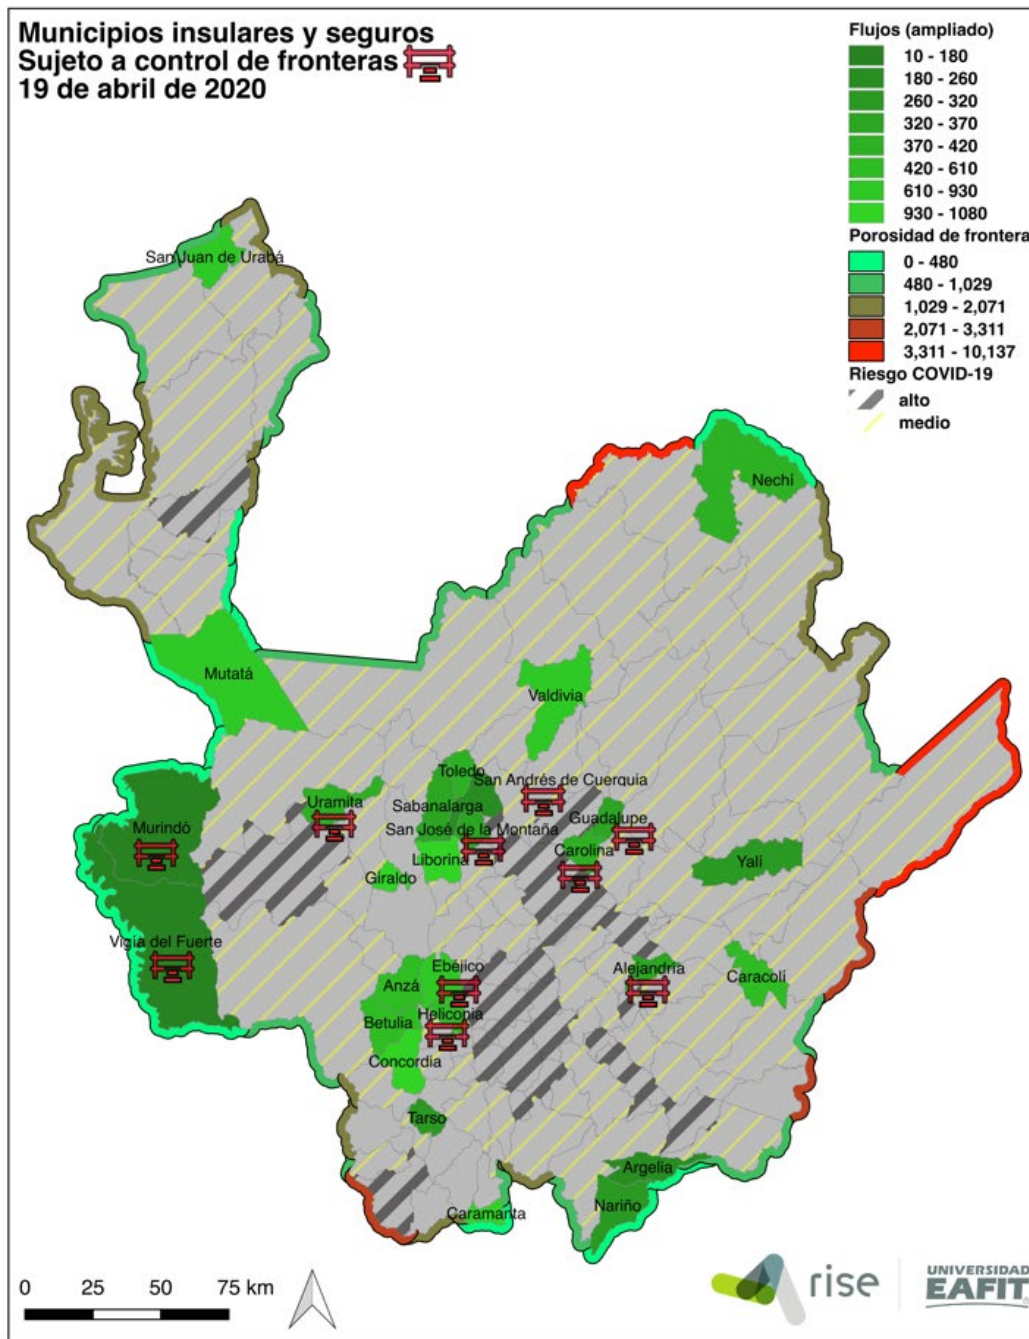 Municipios insulares y seguros
Sujeto a control de fronteras
19 de abril de 2020
Flujos (ampliado)
10 - 180
180 - 260
260 - 320
320 - 370
370 - 420
420 - 610
610 - 930
930 - 1080
Porosidad de frontera
0 - 480
480 - 1,029
1,029 - 2,071
2,071 - 3,311
3,311 - 10,137
Riesgo COVID-19
alto
medio
San Juan de Urabá
Nechí
Mutatá
Valdivia
Toledo
San Andrés de Cuerquia
Uramita
Sabanalarga
Guadalupe
Murindó
San José de la Montaña
Carolina
Liborina
Yalí
Giraldo
Vigía del Fuerte
Ebéjico
Alejandría
Anzá
Caracolí
Heliconia
Betulia
Concordia
Tarso
Argelia
Nariño
Caramanta
0 25 50 75 km
rise
UNIVERSIDAD
EAFIT